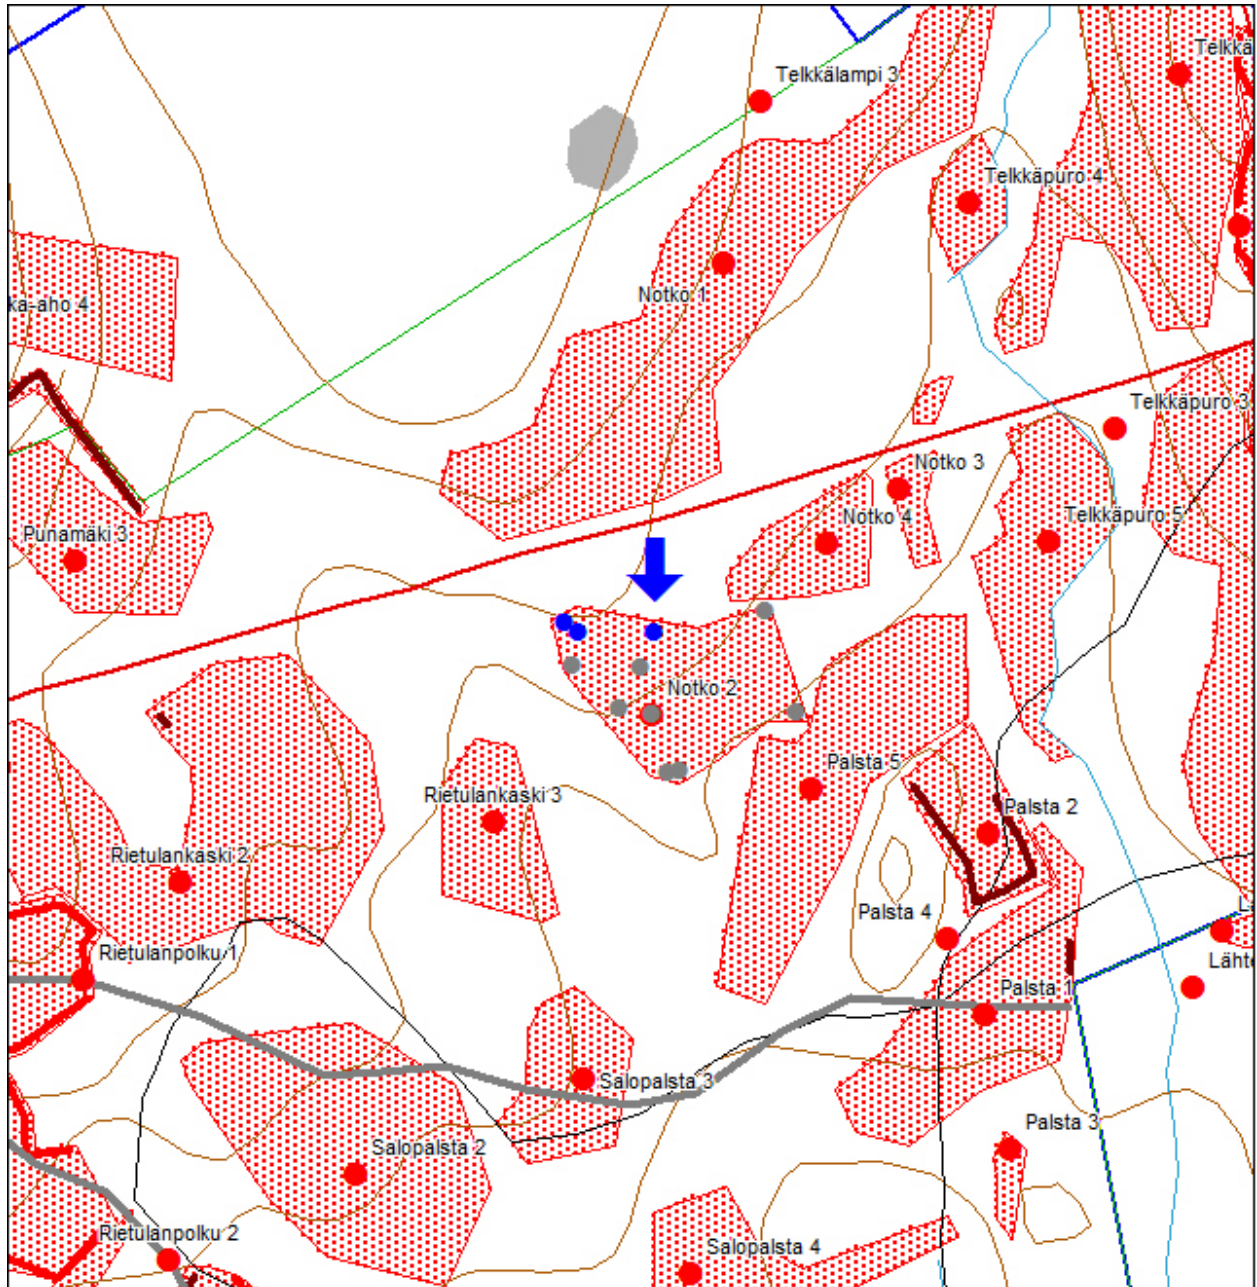 Telkkä
Telkkälampi 3
Telkkäpuro 4
Notko 1
ka-aho 4
Telkkäpuro 3
Notko 3
Notko 4
Telkkäpuro 5
Punamäki 3
Notko 2
Palsta 5
Rietulankaski 3
Palsta 2
Rietulankaski 2
Palsta 4
Lä
Rietulanpolku 1
Lähte
Palsta 1
Salopalsta 3
Palsta 3
Salopalsta 2
Rietulanpolku 2
Salopalsta 4